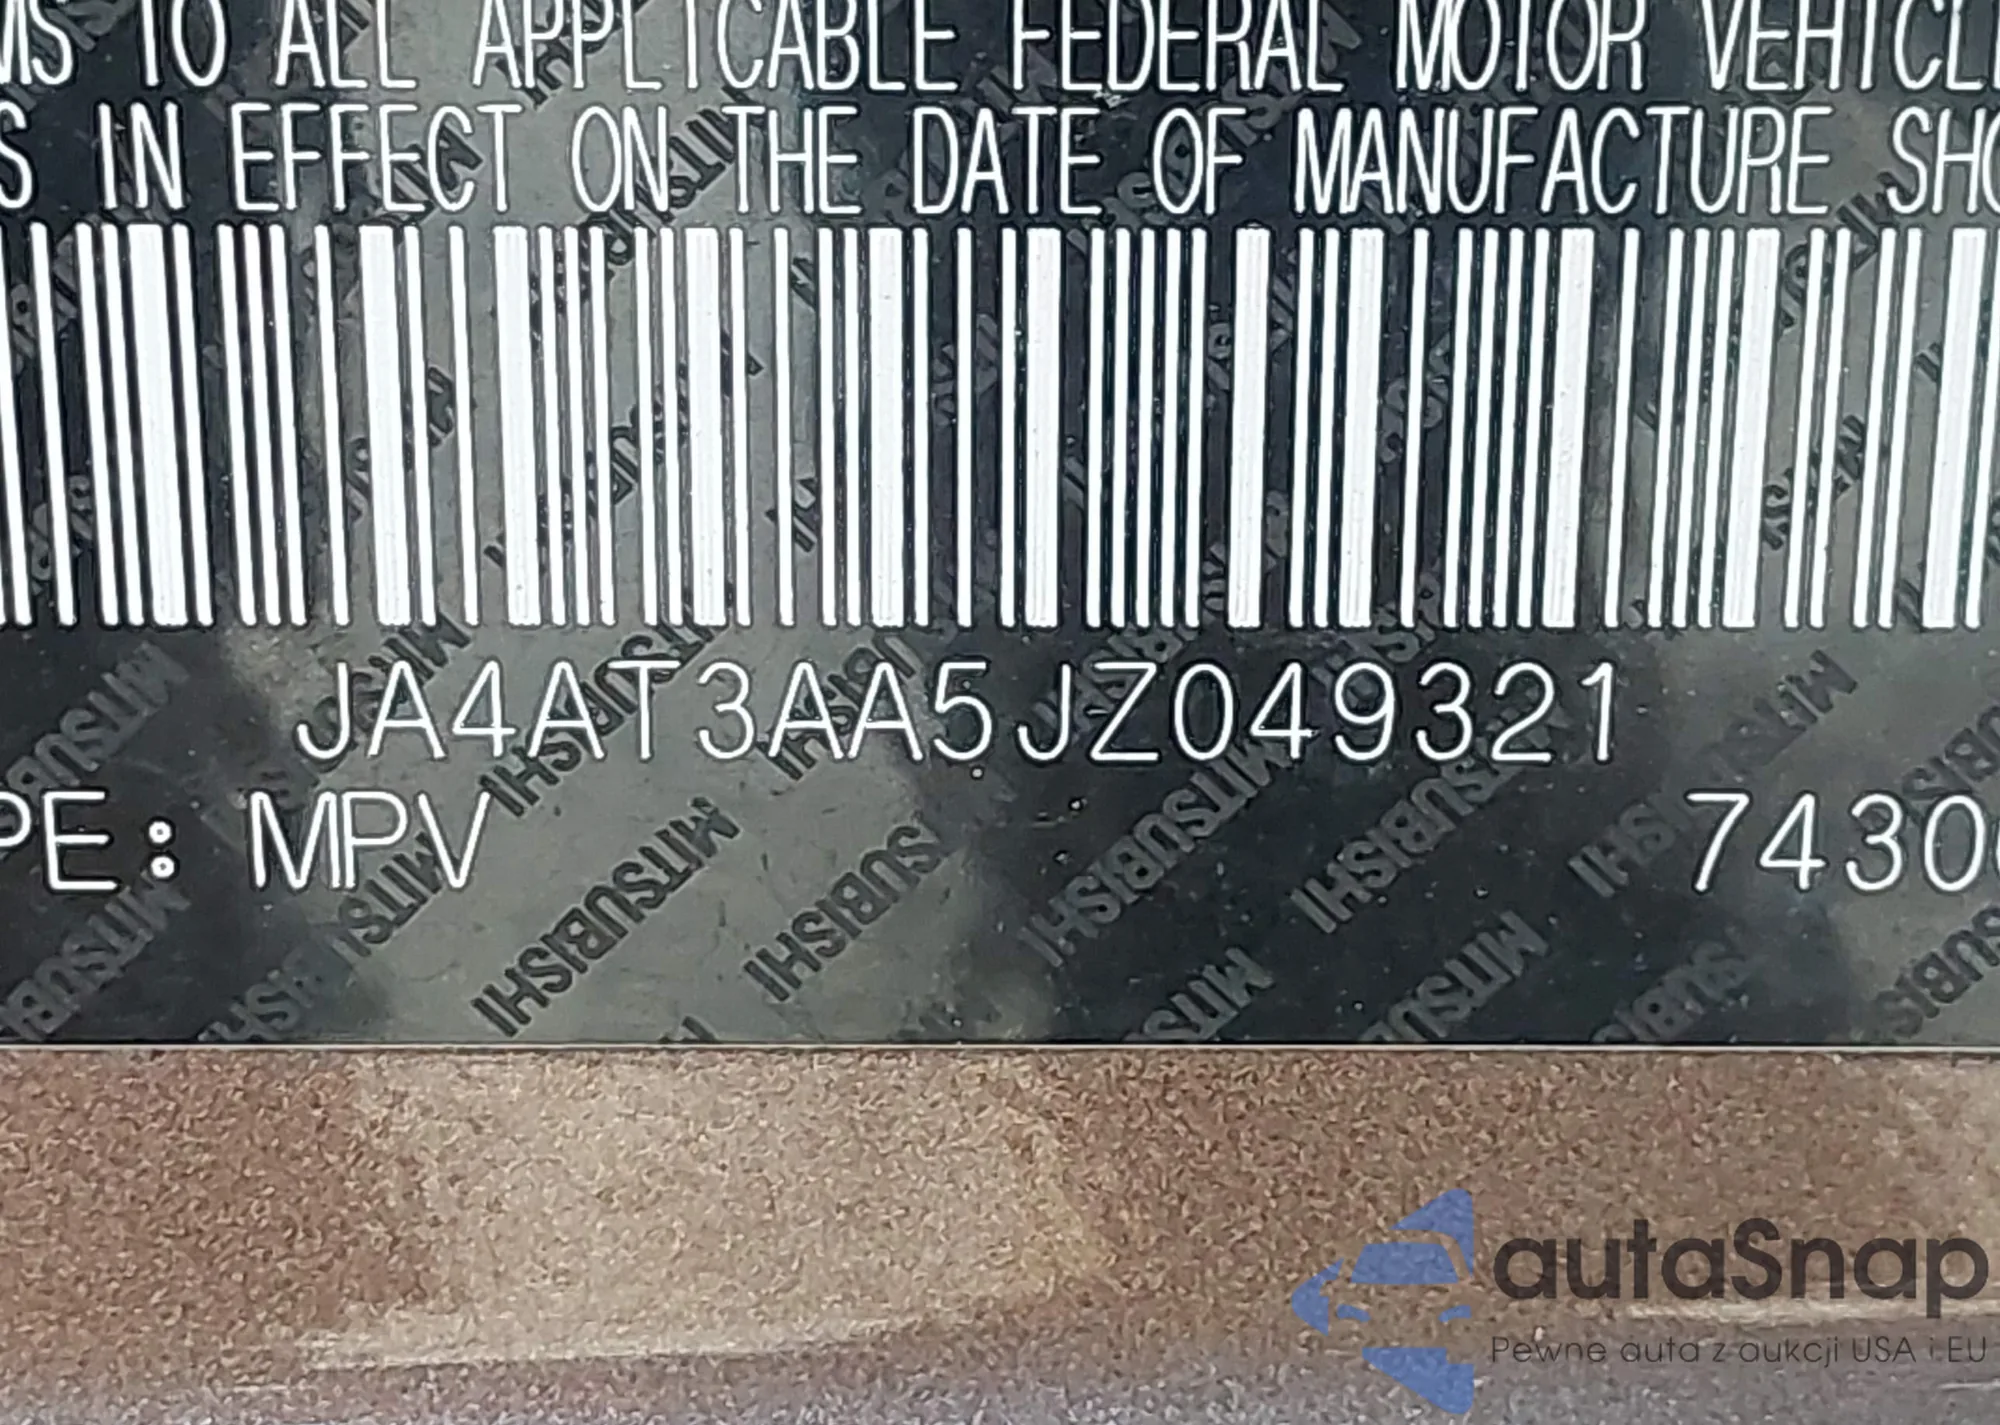 MS TO ALL APPLICABLE FEDERAL MOTOR VEHICL
S IN EFFECT ON THE DATE OF MANUFACTURE SHO
JA4AT3AA5JZ049321
PE: MPV
7430
MITSUBISHI
autaSnap
Pewne auta z aukcji USA i EU